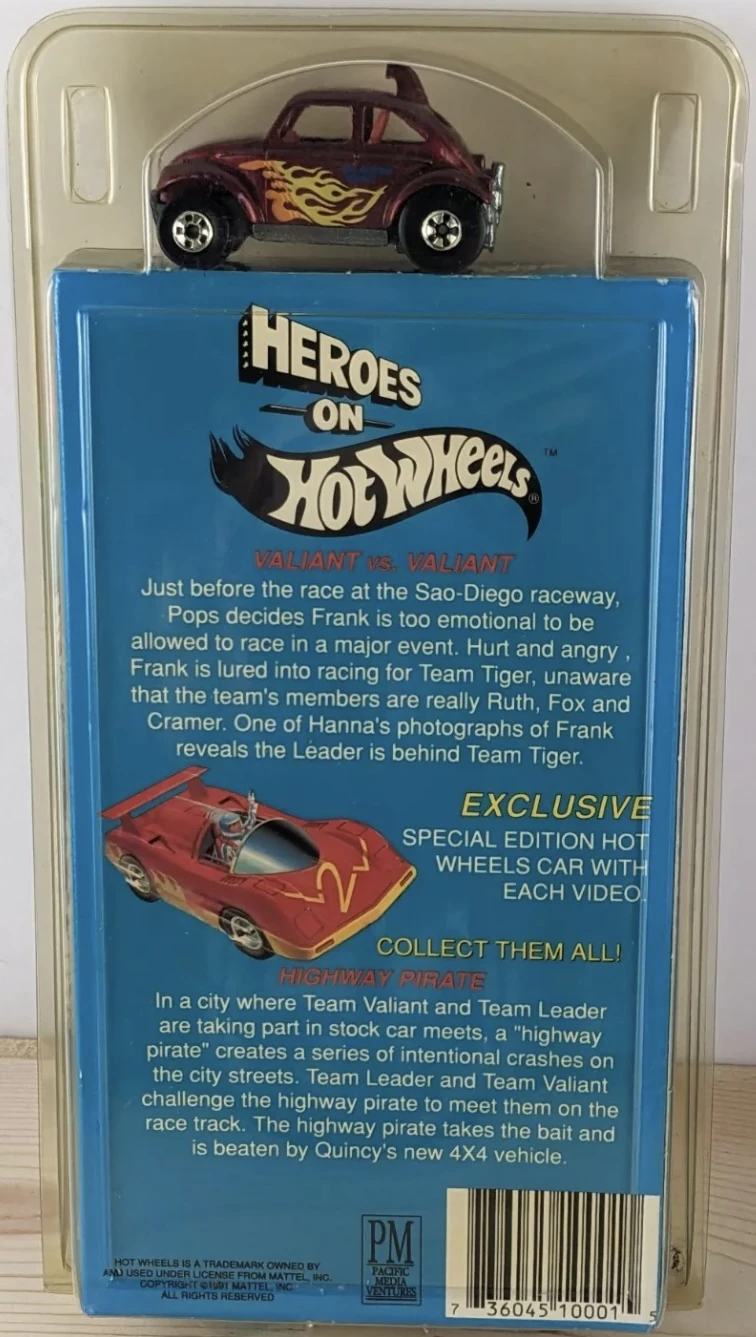 HEROES
ON
Hot Wheels ® ™
VALIANT vs. VALIANT
Just before the race at the Sao-Diego raceway,
Pops decides Frank is too emotional to be
allowed to race in a major event. Hurt and angry ,
Frank is lured into racing for Team Tiger, unaware
that the team's members are really Ruth, Fox and
Cramer. One of Hanna's photographs of Frank
reveals the Leader is behind Team Tiger.
EXCLUSIVE
SPECIAL EDITION HOT
WHEELS CAR WITH
EACH VIDEO.
2
COLLECT THEM ALL!
HIGHWAY PIRATE
In a city where Team Valiant and Team Leader
are taking part in stock car meets, a "highway
pirate" creates a series of intentional crashes on
the city streets. Team Leader and Team Valiant
challenge the highway pirate to meet them on the
race track. The highway pirate takes the bait and
is beaten by Quincy's new 4X4 vehicle.
HOT WHEELS IS A TRADEMARK OWNED BY
AND USED UNDER LICENSE FROM MATTEL, INC.
COPYRIGHT ©1991 MATTEL, INC.
ALL RIGHTS RESERVED
PM
PACIFIC
MEDIA
VENTURES
7 36045 10001 5